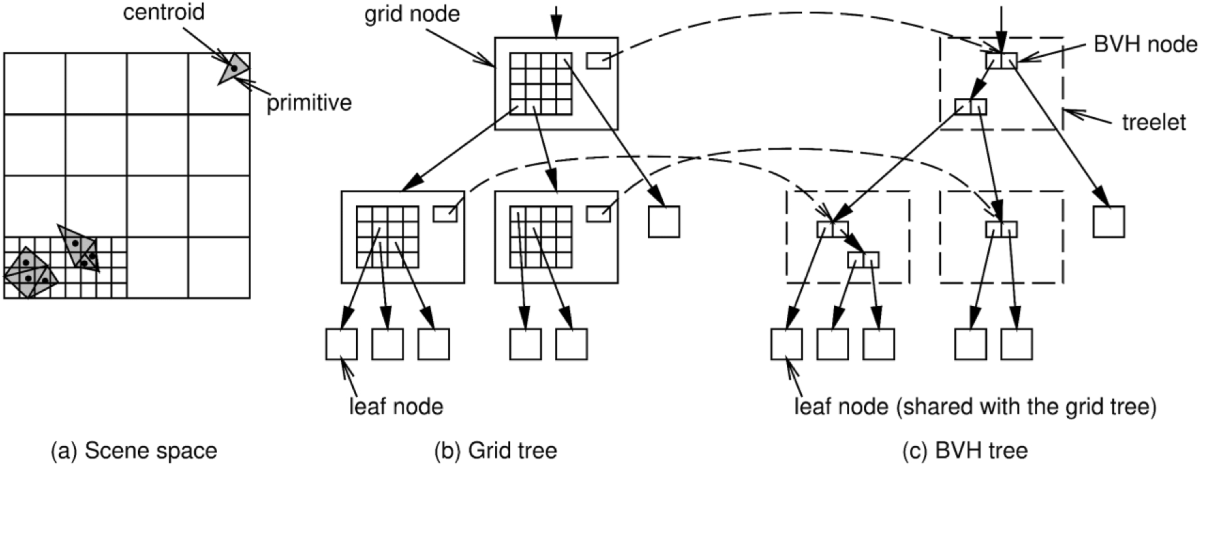 centroid
grid node
BVH node
primitive
treelet
leaf node
leaf node (shared with the grid tree)
(a) Scene space
(b) Grid tree
(c) BVH tree